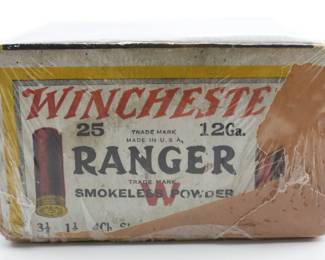 WINCHESTE
25 TRADE MARK 12Ga.
MADE IN U.S.A.
RANGER
TRADE MARK
W
SMOKELESS POWDER